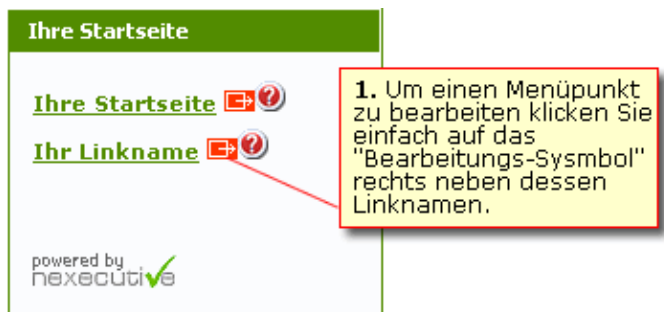 Ihre Startseite
Ihre Startseite
Ihr Linkname
powered by
nexecutive
1. Um einen Menüpunkt
zu bearbeiten klicken Sie
einfach auf das
"Bearbeitungs-Sysmbol"
rechts neben dessen
Linknamen.